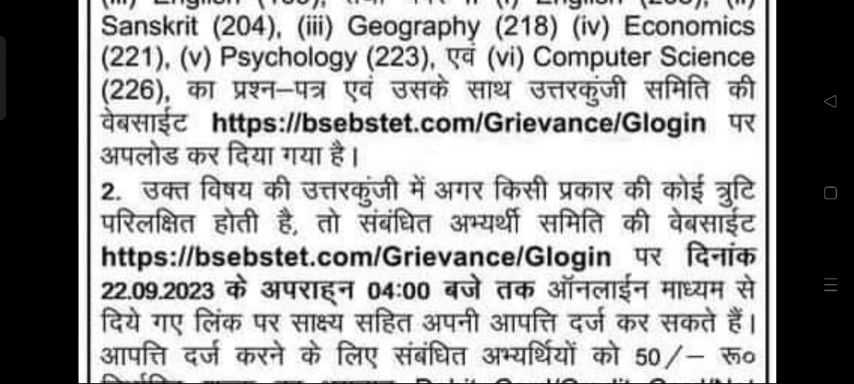 Sanskrit (204), (iii) Geography (218) (iv) Economics
(221), (v) Psychology (223), एवं (vi) Computer Science
(226), का प्रश्न–पत्र एवं उसके साथ उत्तरकुंजी समिति की
वेबसाईट https://bsebstet.com/Grievance/Glogin पर
अपलोड कर दिया गया है।
2. उक्त विषय की उत्तरकुंजी में अगर किसी प्रकार की कोई त्रुटि
परिलक्षित होती है, तो संबंधित अभ्यर्थी समिति की वेबसाईट
https://bsebstet.com/Grievance/Glogin पर दिनांक
22.09.2023 के अपराह्न 04:00 बजे तक ऑनलाईन माध्यम से
दिये गए लिंक पर साक्ष्य सहित अपनी आपत्ति दर्ज कर सकते हैं।
आपत्ति दर्ज करने के लिए संबंधित अभ्यर्थियों को 50/– रू०